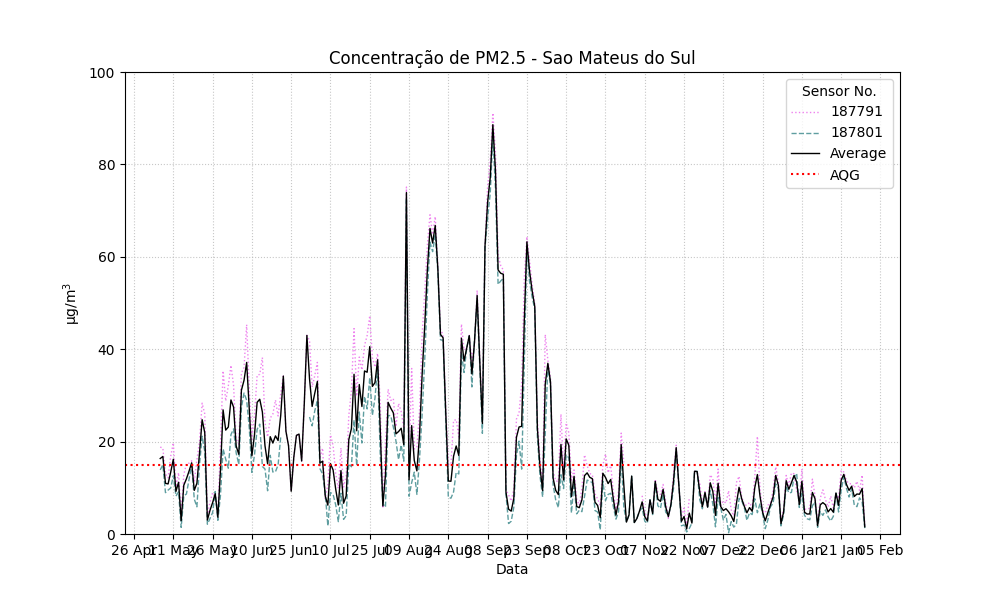 Concentração de PM2.5 - Sao Mateus do Sul
Sensor No.
187791
187801
Average
AQG
100
80
60
40
20
0
µg/m³
26 Apr 11 May 26 May 10 Jun 25 Jun 10 Jul 25 Jul 09 Aug 24 Aug 08 Sep 23 Sep 08 Oct 23 Oct 07 Nov 22 Nov 07 Dec 22 Dec 06 Jan 21 Jan 05 Feb
Data